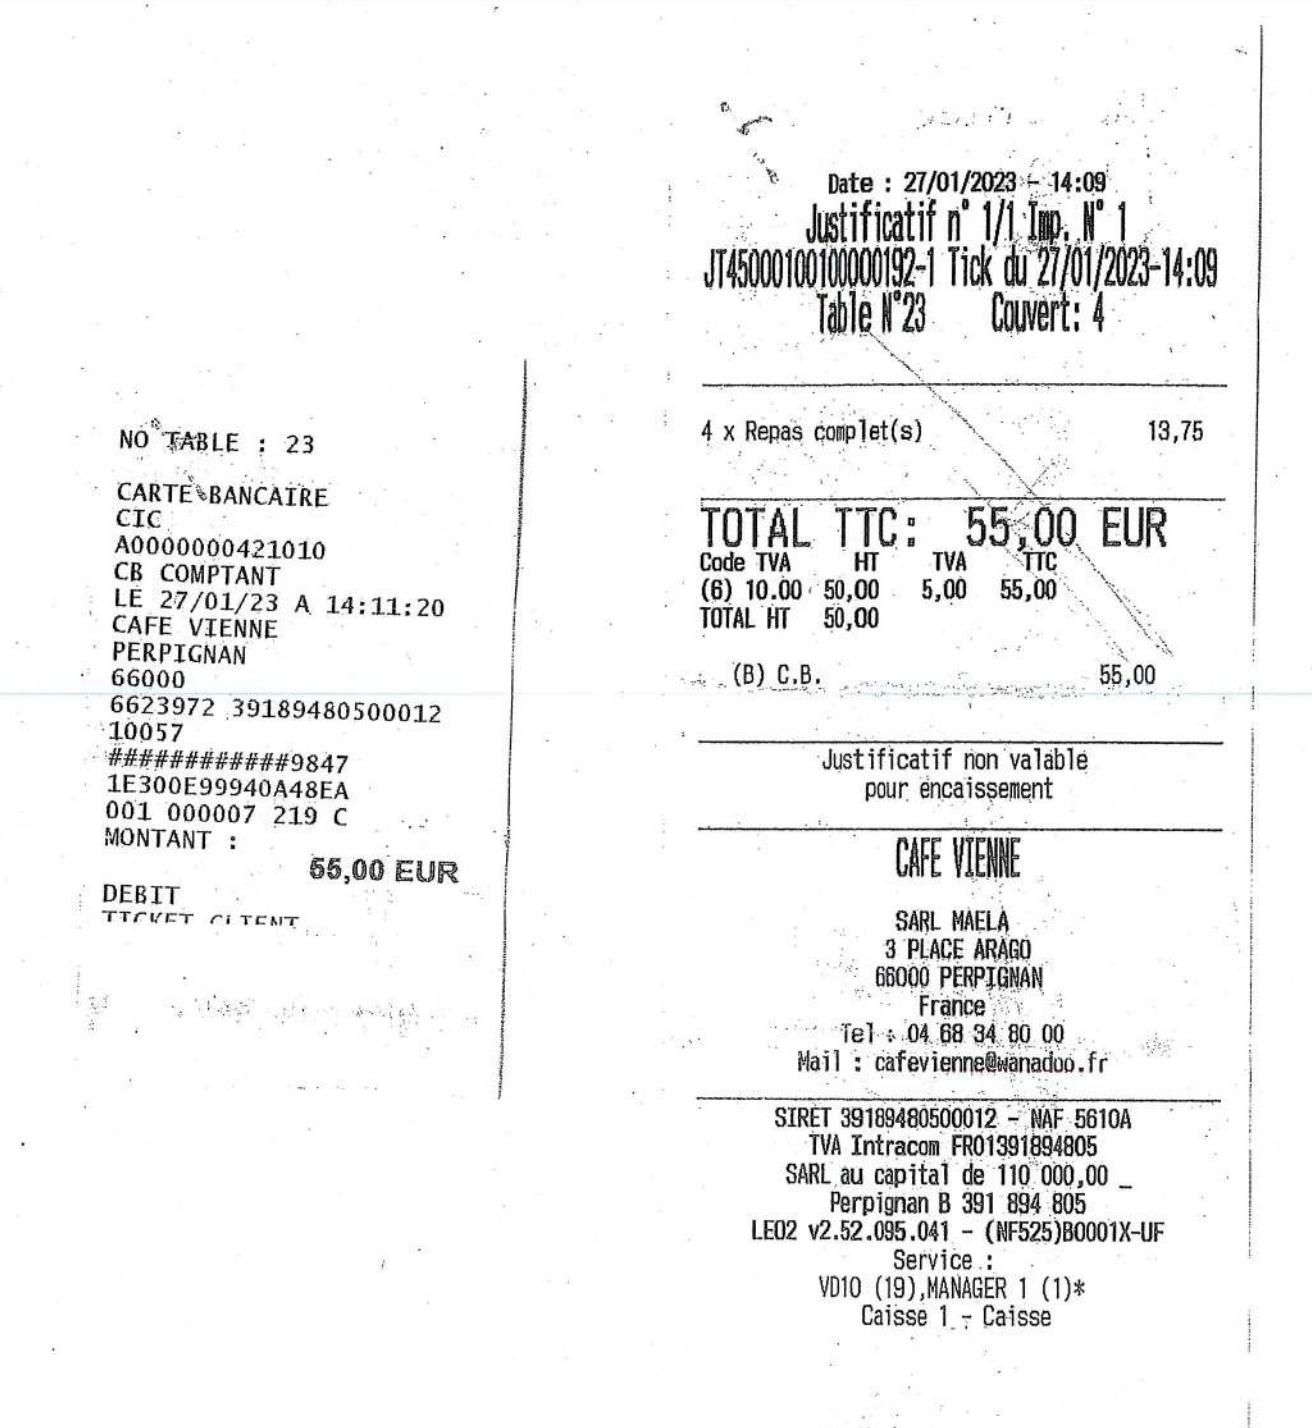 NO TABLE : 23
CARTE BANCAIRE
CIC
A0000000421010
CB COMPTANT
LE 27/01/23 A 14:11:20
CAFE VIENNE
PERPIGNAN
66000
6623972 39189480500012
10057
############9847
1E300E99940A48EA
001 000007 219 C
MONTANT :
55,00 EUR
DEBIT
TICKET CLIENT
Date : 27/01/2023 - 14:09
Justificatif n° 1/1 Imp. N° 1
JT45000100100000192-1 Tick du 27/01/2023-14:09
Table N°23 Couvert: 4
4 x Repas complet(s) 13,75
TOTAL TTC: 55,00 EUR
Code TVA HT TVA TTC
(6) 10.00 50,00 5,00 55,00
TOTAL HT 50,00
(B) C.B. 55,00
Justificatif non valable
pour encaissement
CAFE VIENNE
SARL MAELA
3 PLACE ARAGO
66000 PERPIGNAN
France
Tel : 04 68 34 80 00
Mail : cafevienne@wanadoo.fr
SIRET 39189480500012 - NAF 5610A
TVA Intracom FR01391894805
SARL au capital de 110 000,00 _
Perpignan B 391 894 805
LEO2 v2.52.095.041 - (NF525)B0001X-UF
Service :
VD10 (19),MANAGER 1 (1)*
Caisse 1 - Caisse